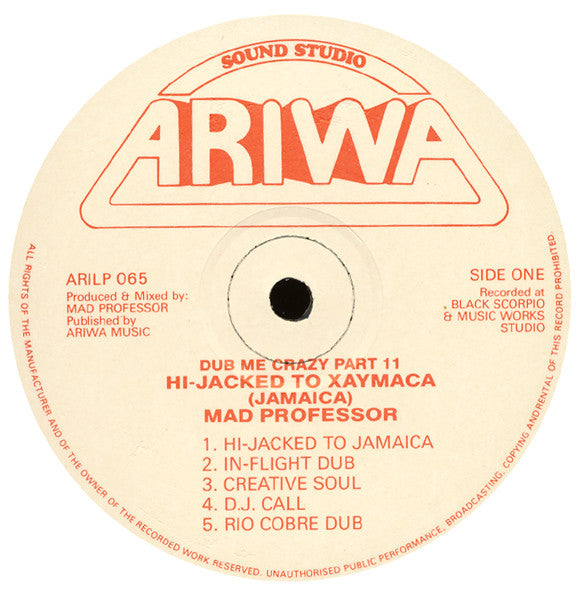 SOUND STUDIO
ARIWA
ARILP 065
Produced & Mixed by:
MAD PROFESSOR
Published by
ARIWA MUSIC
SIDE ONE
Recorded at
BLACK SCORPIO
& MUSIC WORKS
STUDIO
DUB ME CRAZY PART 11
HI-JACKED TO XAYMACA
(JAMAICA)
MAD PROFESSOR
1. HI-JACKED TO JAMAICA
2. IN-FLIGHT DUB
3. CREATIVE SOUL
4. D.J. CALL
5. RIO COBRE DUB
ALL RIGHTS OF THE MANUFACTURER AND OF THE OWNER OF THE RECORDED WORK RESERVED. UNAUTHORISED PUBLIC PERFORMANCE, BROADCASTING, COPYING AND RENTAL OF THIS RECORD PROHIBITED.